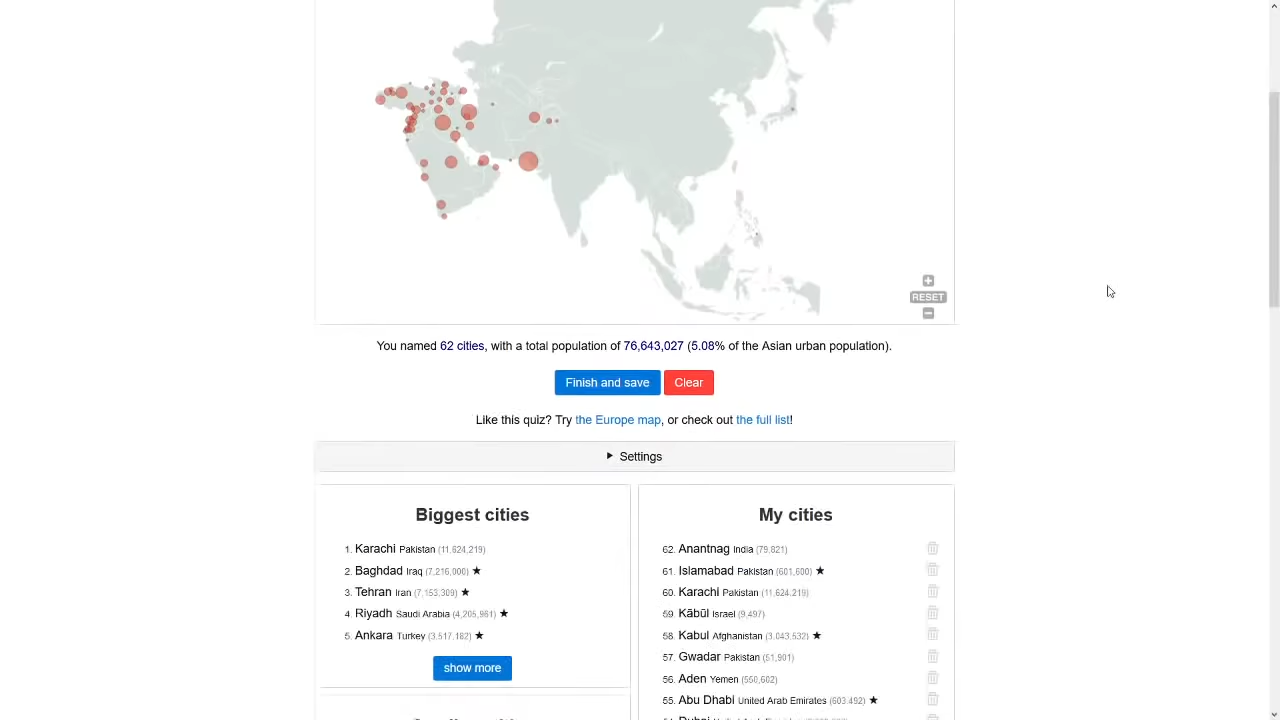 RESET
You named 62 cities, with a total population of 76,643,027 (5.08% of the Asian urban population).
Finish and save Clear
Like this quiz? Try the Europe map, or check out the full list!
Settings
Biggest cities
1. Karachi Pakistan (11,624,219)
2. Baghdad Iraq (7,216,000) ★
3. Tehran Iran (7,153,309) ★
4. Riyadh Saudi Arabia (4,205,961) ★
5. Ankara Turkey (3,517,182) ★
show more
My cities
62. Anantnag India (79,821)
61. Islamabad Pakistan (601,600) ★
60. Karachi Pakistan (11,624,219)
59. Kābūl Israel (9,497)
58. Kabul Afghanistan (3,043,532) ★
57. Gwadar Pakistan (51,901)
56. Aden Yemen (550,602)
55. Abu Dhabi United Arab Emirates (603,492) ★